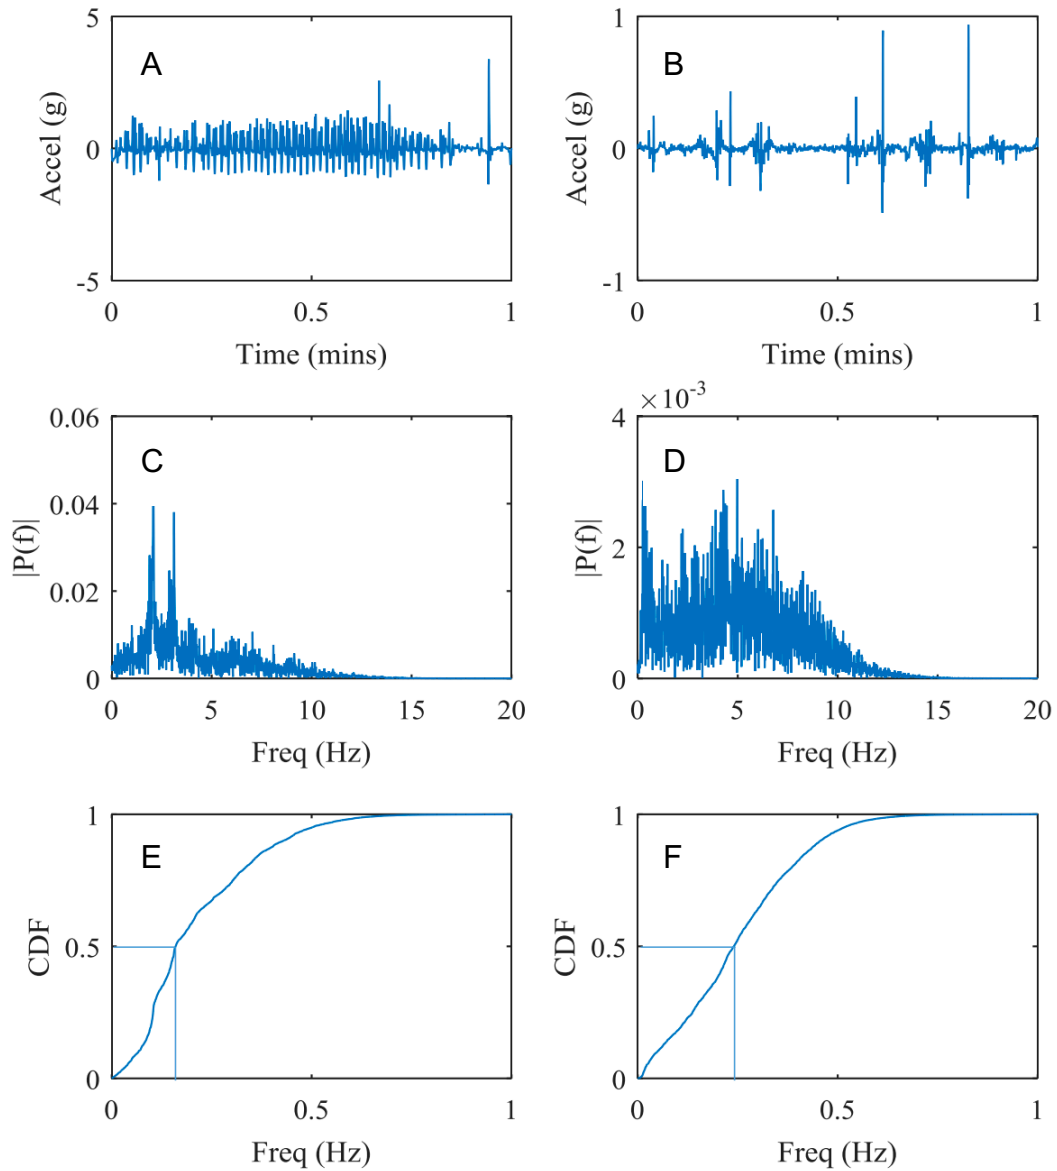 A
5
0
-5
Accel (g)
0 0.5 1
Time (mins)
B
1
0
-1
Accel (g)
0 0.5 1
Time (mins)
C
0.06
0.04
0.02
0
|P(f)|
0 5 10 15 20
Freq (Hz)
D
×10-3
4
2
0
|P(f)|
0 5 10 15 20
Freq (Hz)
E
1
0.5
0
CDF
0 0.5 1
Freq (Hz)
F
1
0.5
0
CDF
0 0.5 1
Freq (Hz)